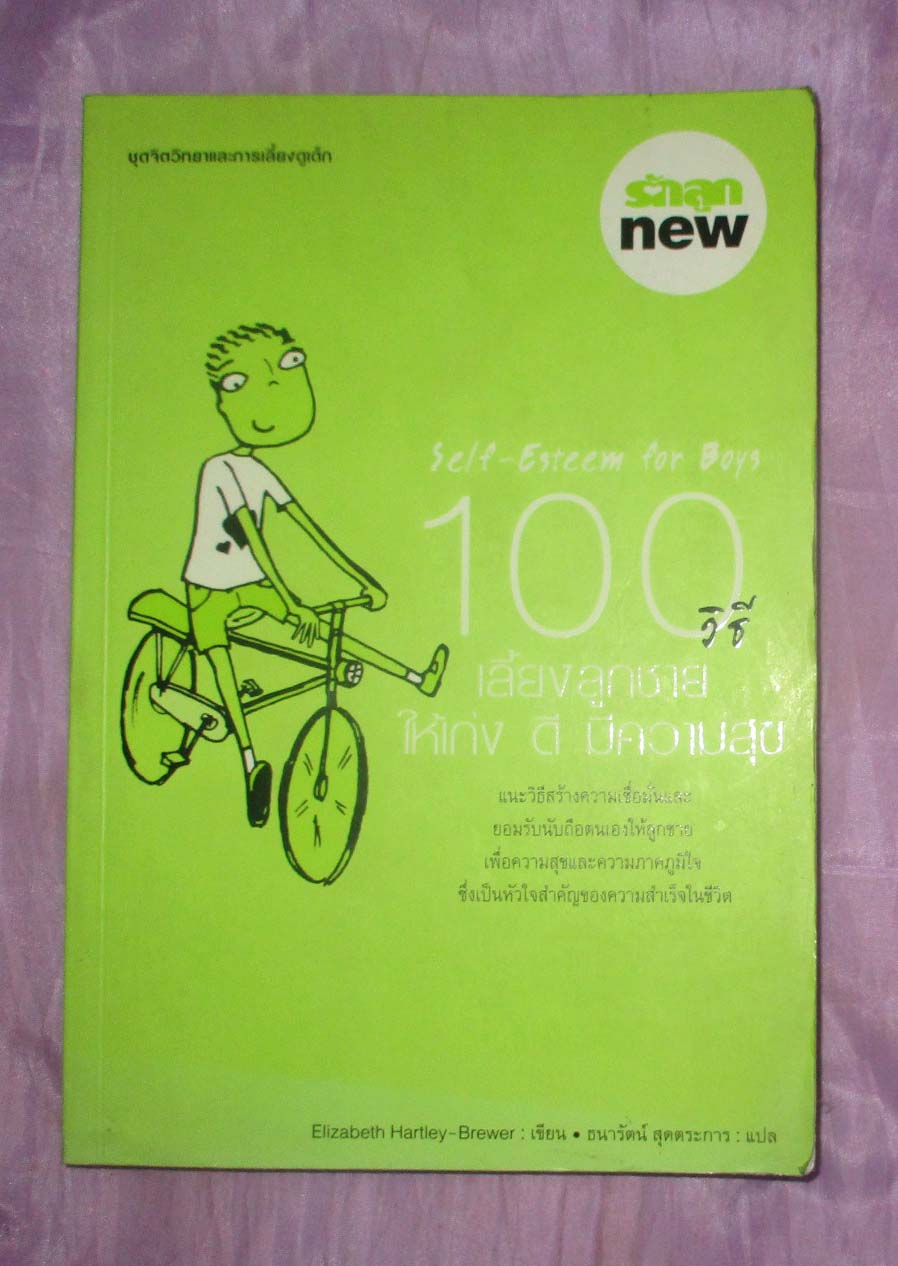 ชุดจิตวิทยาและการเลี้ยงดูเด็ก
รักลูก
new
Self-Esteem for Boys
100
วิธี
เลี้ยงลูกชาย
ให้เก่ง ดี มีความสุข
แนะวิธีสร้างความเชื่อมั่นและ
ยอมรับนับถือตนเองให้ลูกชาย
เพื่อความสุขและความภาคภูมิใจ
ซึ่งเป็นหัวใจสำคัญของความสำเร็จในชีวิต
Elizabeth Hartley-Brewer : เขียน • ธนารัตน์ สุดตระการ : แปล